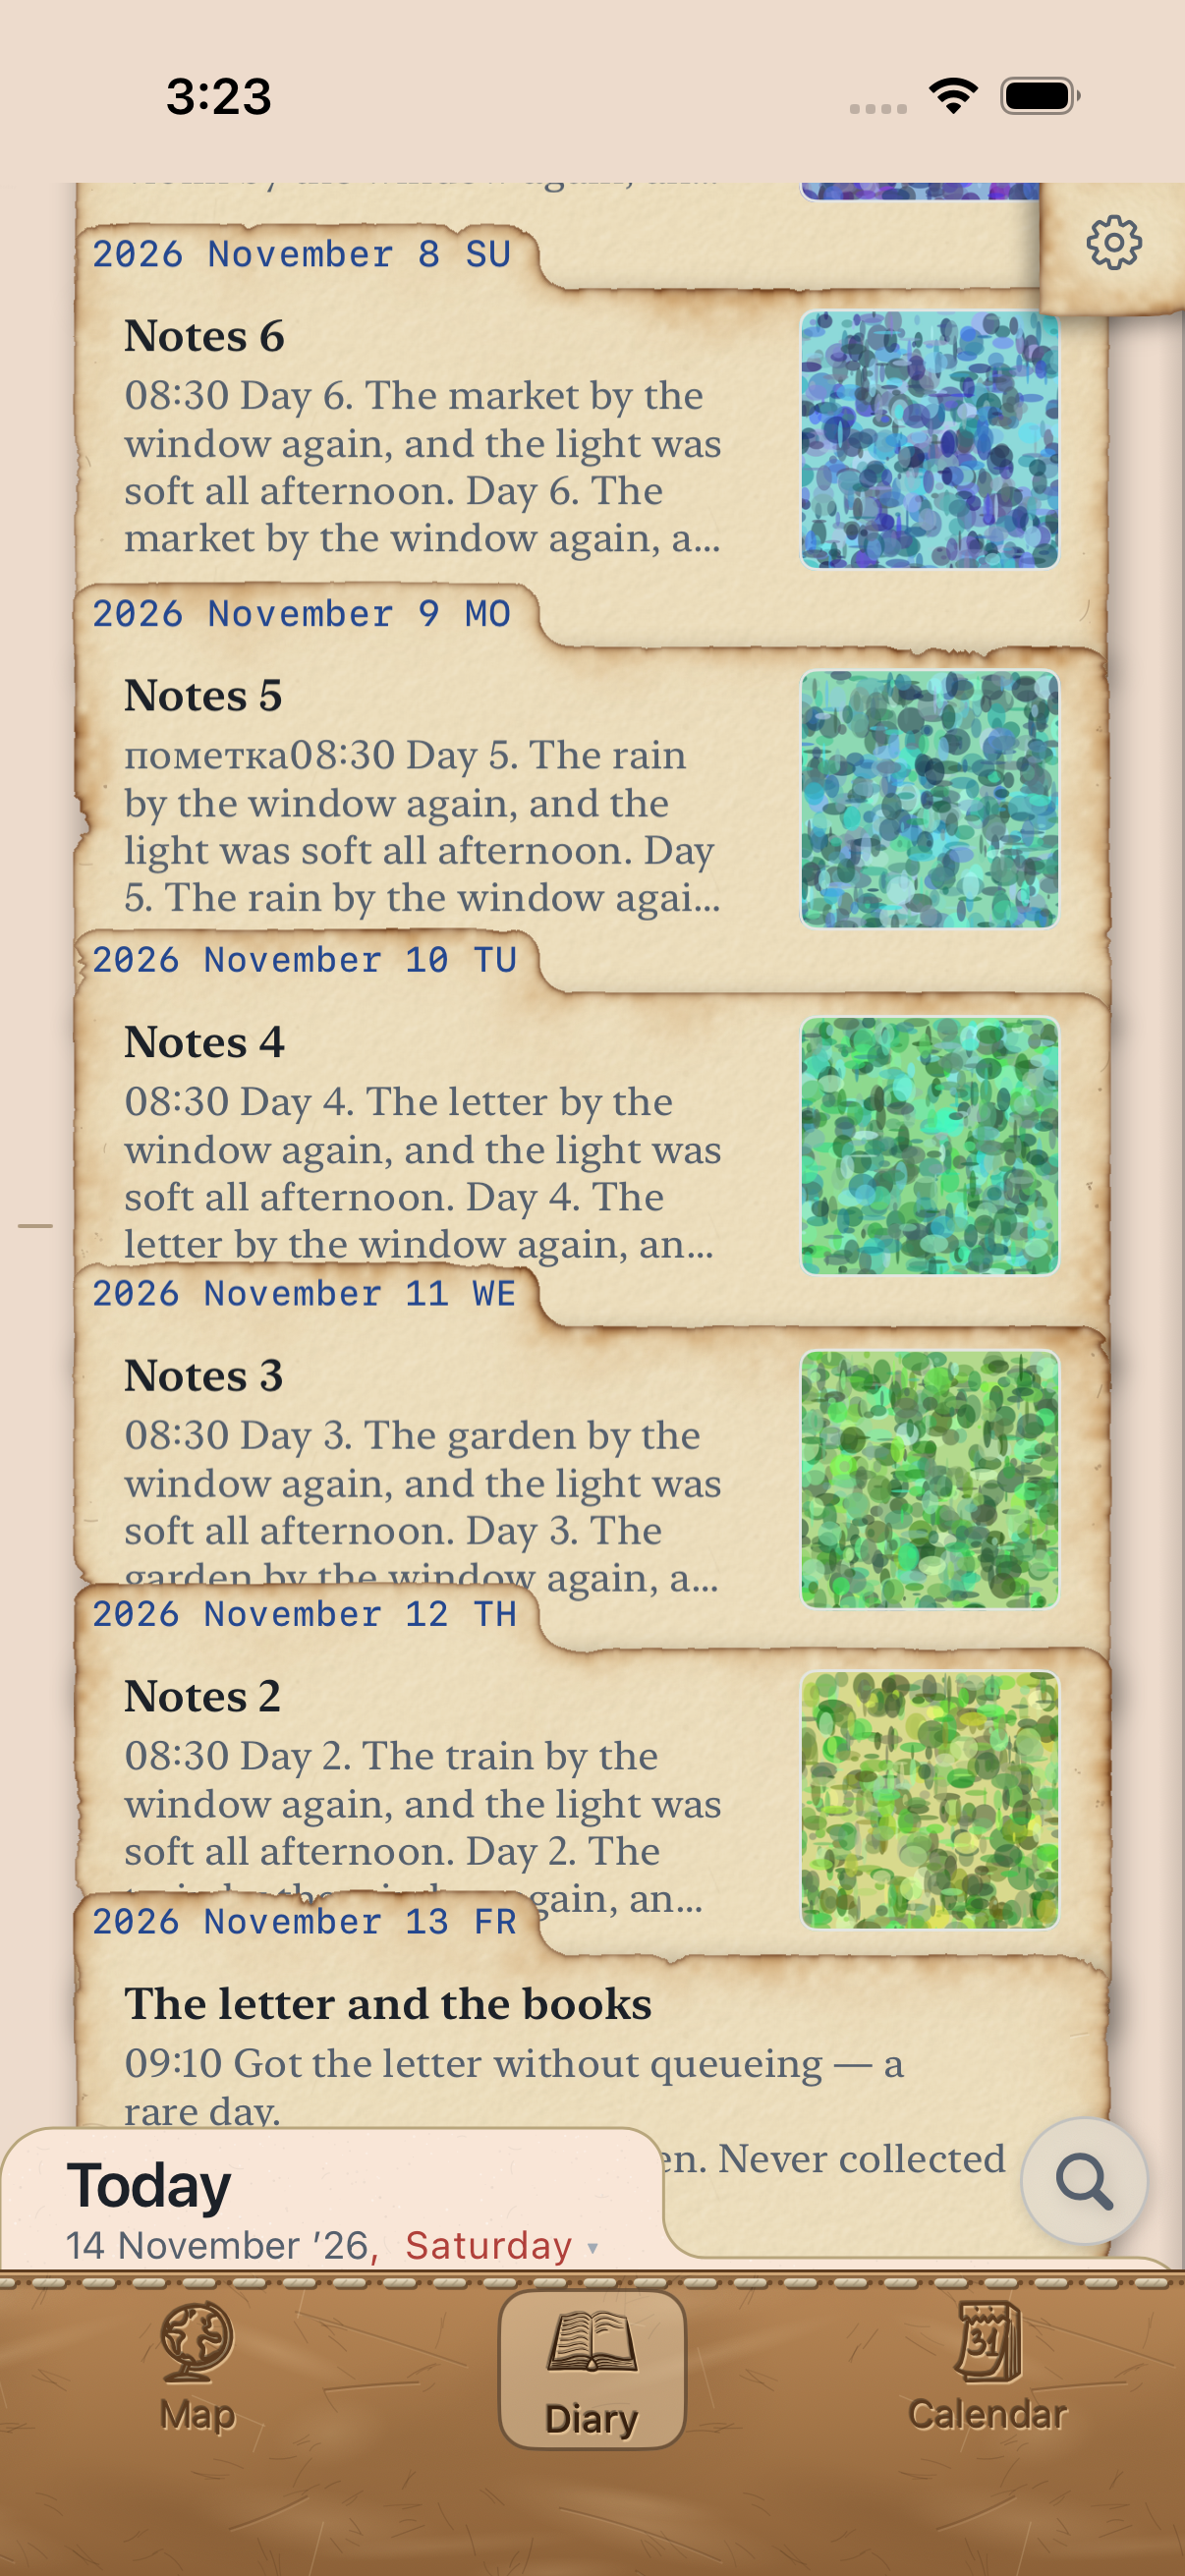 3:23
2026 November 8 SU
Notes 6
08:30 Day 6. The market by the
window again, and the light was
soft all afternoon. Day 6. The
market by the window again, a…
2026 November 9 MO
Notes 5
пометка08:30 Day 5. The rain
by the window again, and the
light was soft all afternoon. Day
5. The rain by the window agai…
2026 November 10 TU
Notes 4
08:30 Day 4. The letter by the
window again, and the light was
soft all afternoon. Day 4. The
letter by the window again, an…
2026 November 11 WE
Notes 3
08:30 Day 3. The garden by the
window again, and the light was
soft all afternoon. Day 3. The
garden by the window again, a…
2026 November 12 TH
Notes 2
08:30 Day 2. The train by the
window again, and the light was
soft all afternoon. Day 2. The
gain, an…
2026 November 13 FR
The letter and the books
09:10 Got the letter without queueing — a
rare day.
en. Never collected
Today
14 November ’26, Saturday ▾
31
Map
Diary
Calendar